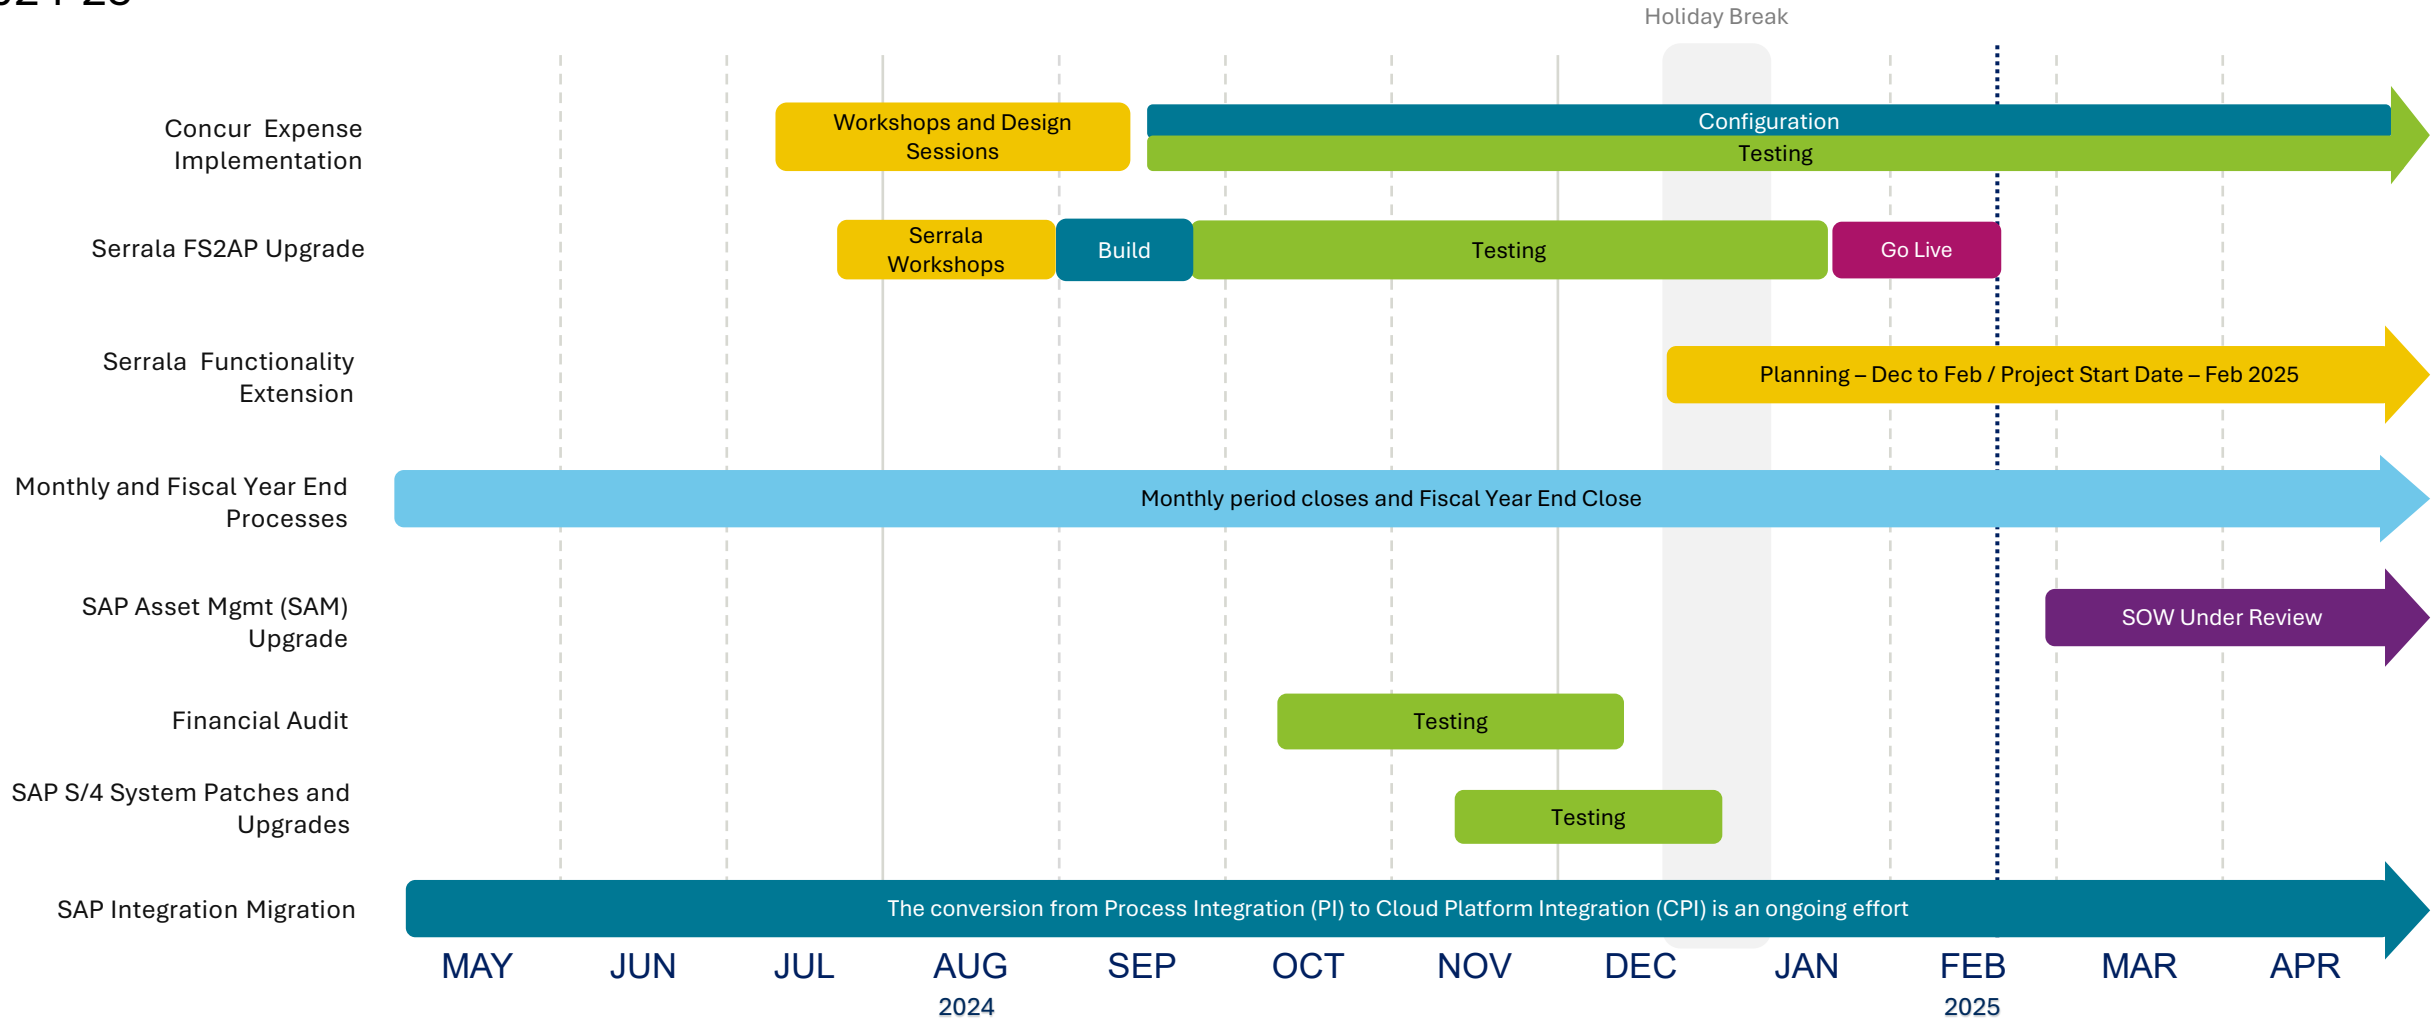 Holiday Break
Concur Expense
Implementation
Workshops and Design
Sessions
Configuration
Testing
Serrala FS2AP Upgrade
Serrala
Workshops
Build
Testing
Go Live
Serrala Functionality
Extension
Planning – Dec to Feb / Project Start Date – Feb 2025
Monthly and Fiscal Year End
Processes
Monthly period closes and Fiscal Year End Close
SAP Asset Mgmt (SAM)
Upgrade
SOW Under Review
Financial Audit
Testing
SAP S/4 System Patches and
Upgrades
Testing
SAP Integration Migration
The conversion from Process Integration (PI) to Cloud Platform Integration (CPI) is an ongoing effort
MAY JUN JUL AUG SEP OCT NOV DEC JAN FEB MAR APR
2024 2025